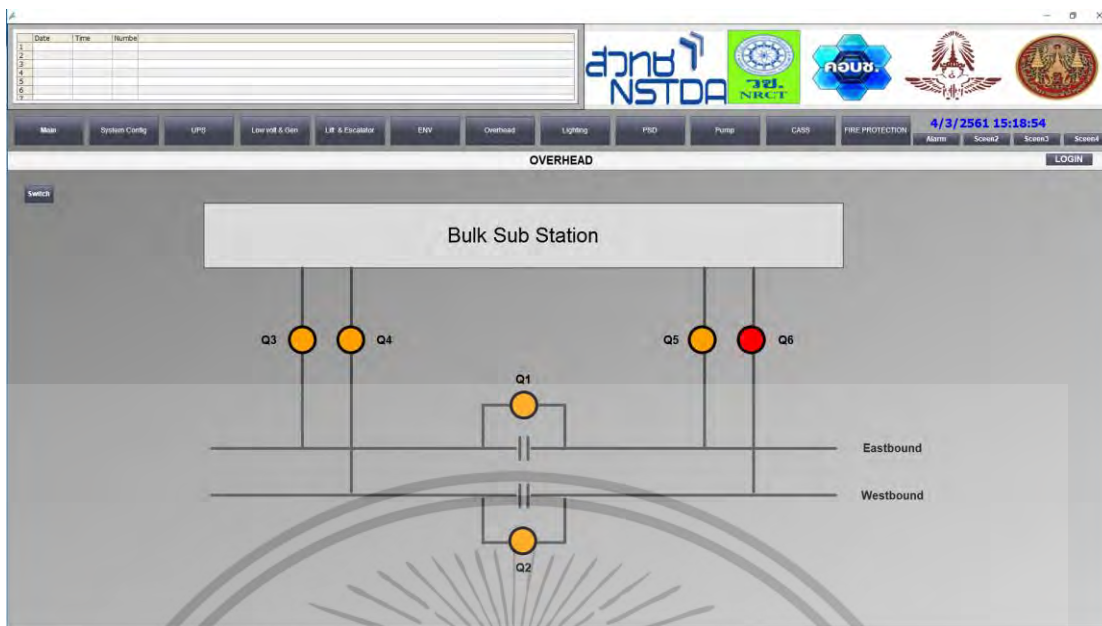 Date Time Numbe
1
2
3
4
5
6
7
สวทช
NSTDA
วช.
NRCT
คอบช.
Main System Config UPS Low volt & Gen Lift & Escalator ENV Overhead Lighting PSD Pump CASS FIRE PROTECTION
4/3/2561 15:18:54
Alarm Sceen2 Sceen3 Sceen4
OVERHEAD
LOGIN
Switch
Bulk Sub Station
Q3 Q4 Q5 Q6
Q1
Eastbound
Westbound
Q2